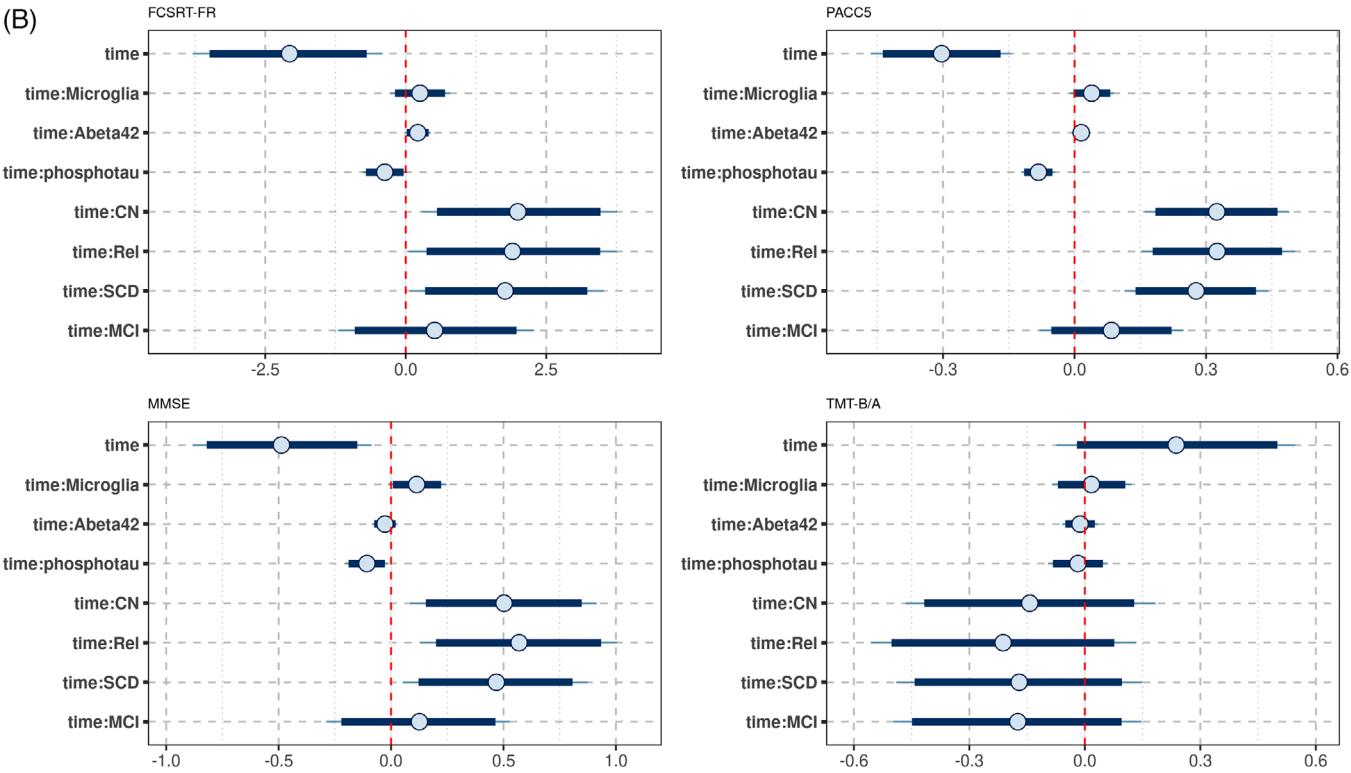 (B)
FCSRT-FR
time
time:Microglia
time:Abeta42
time:phosphotau
time:CN
time:Rel
time:SCD
time:MCI
-2.5 0.0 2.5
PACC5
time
time:Microglia
time:Abeta42
time:phosphotau
time:CN
time:Rel
time:SCD
time:MCI
-0.3 0.0 0.3 0.6
MMSE
time
time:Microglia
time:Abeta42
time:phosphotau
time:CN
time:Rel
time:SCD
time:MCI
-1.0 -0.5 0.0 0.5 1.0
TMT-B/A
time
time:Microglia
time:Abeta42
time:phosphotau
time:CN
time:Rel
time:SCD
time:MCI
-0.6 -0.3 0.0 0.3 0.6